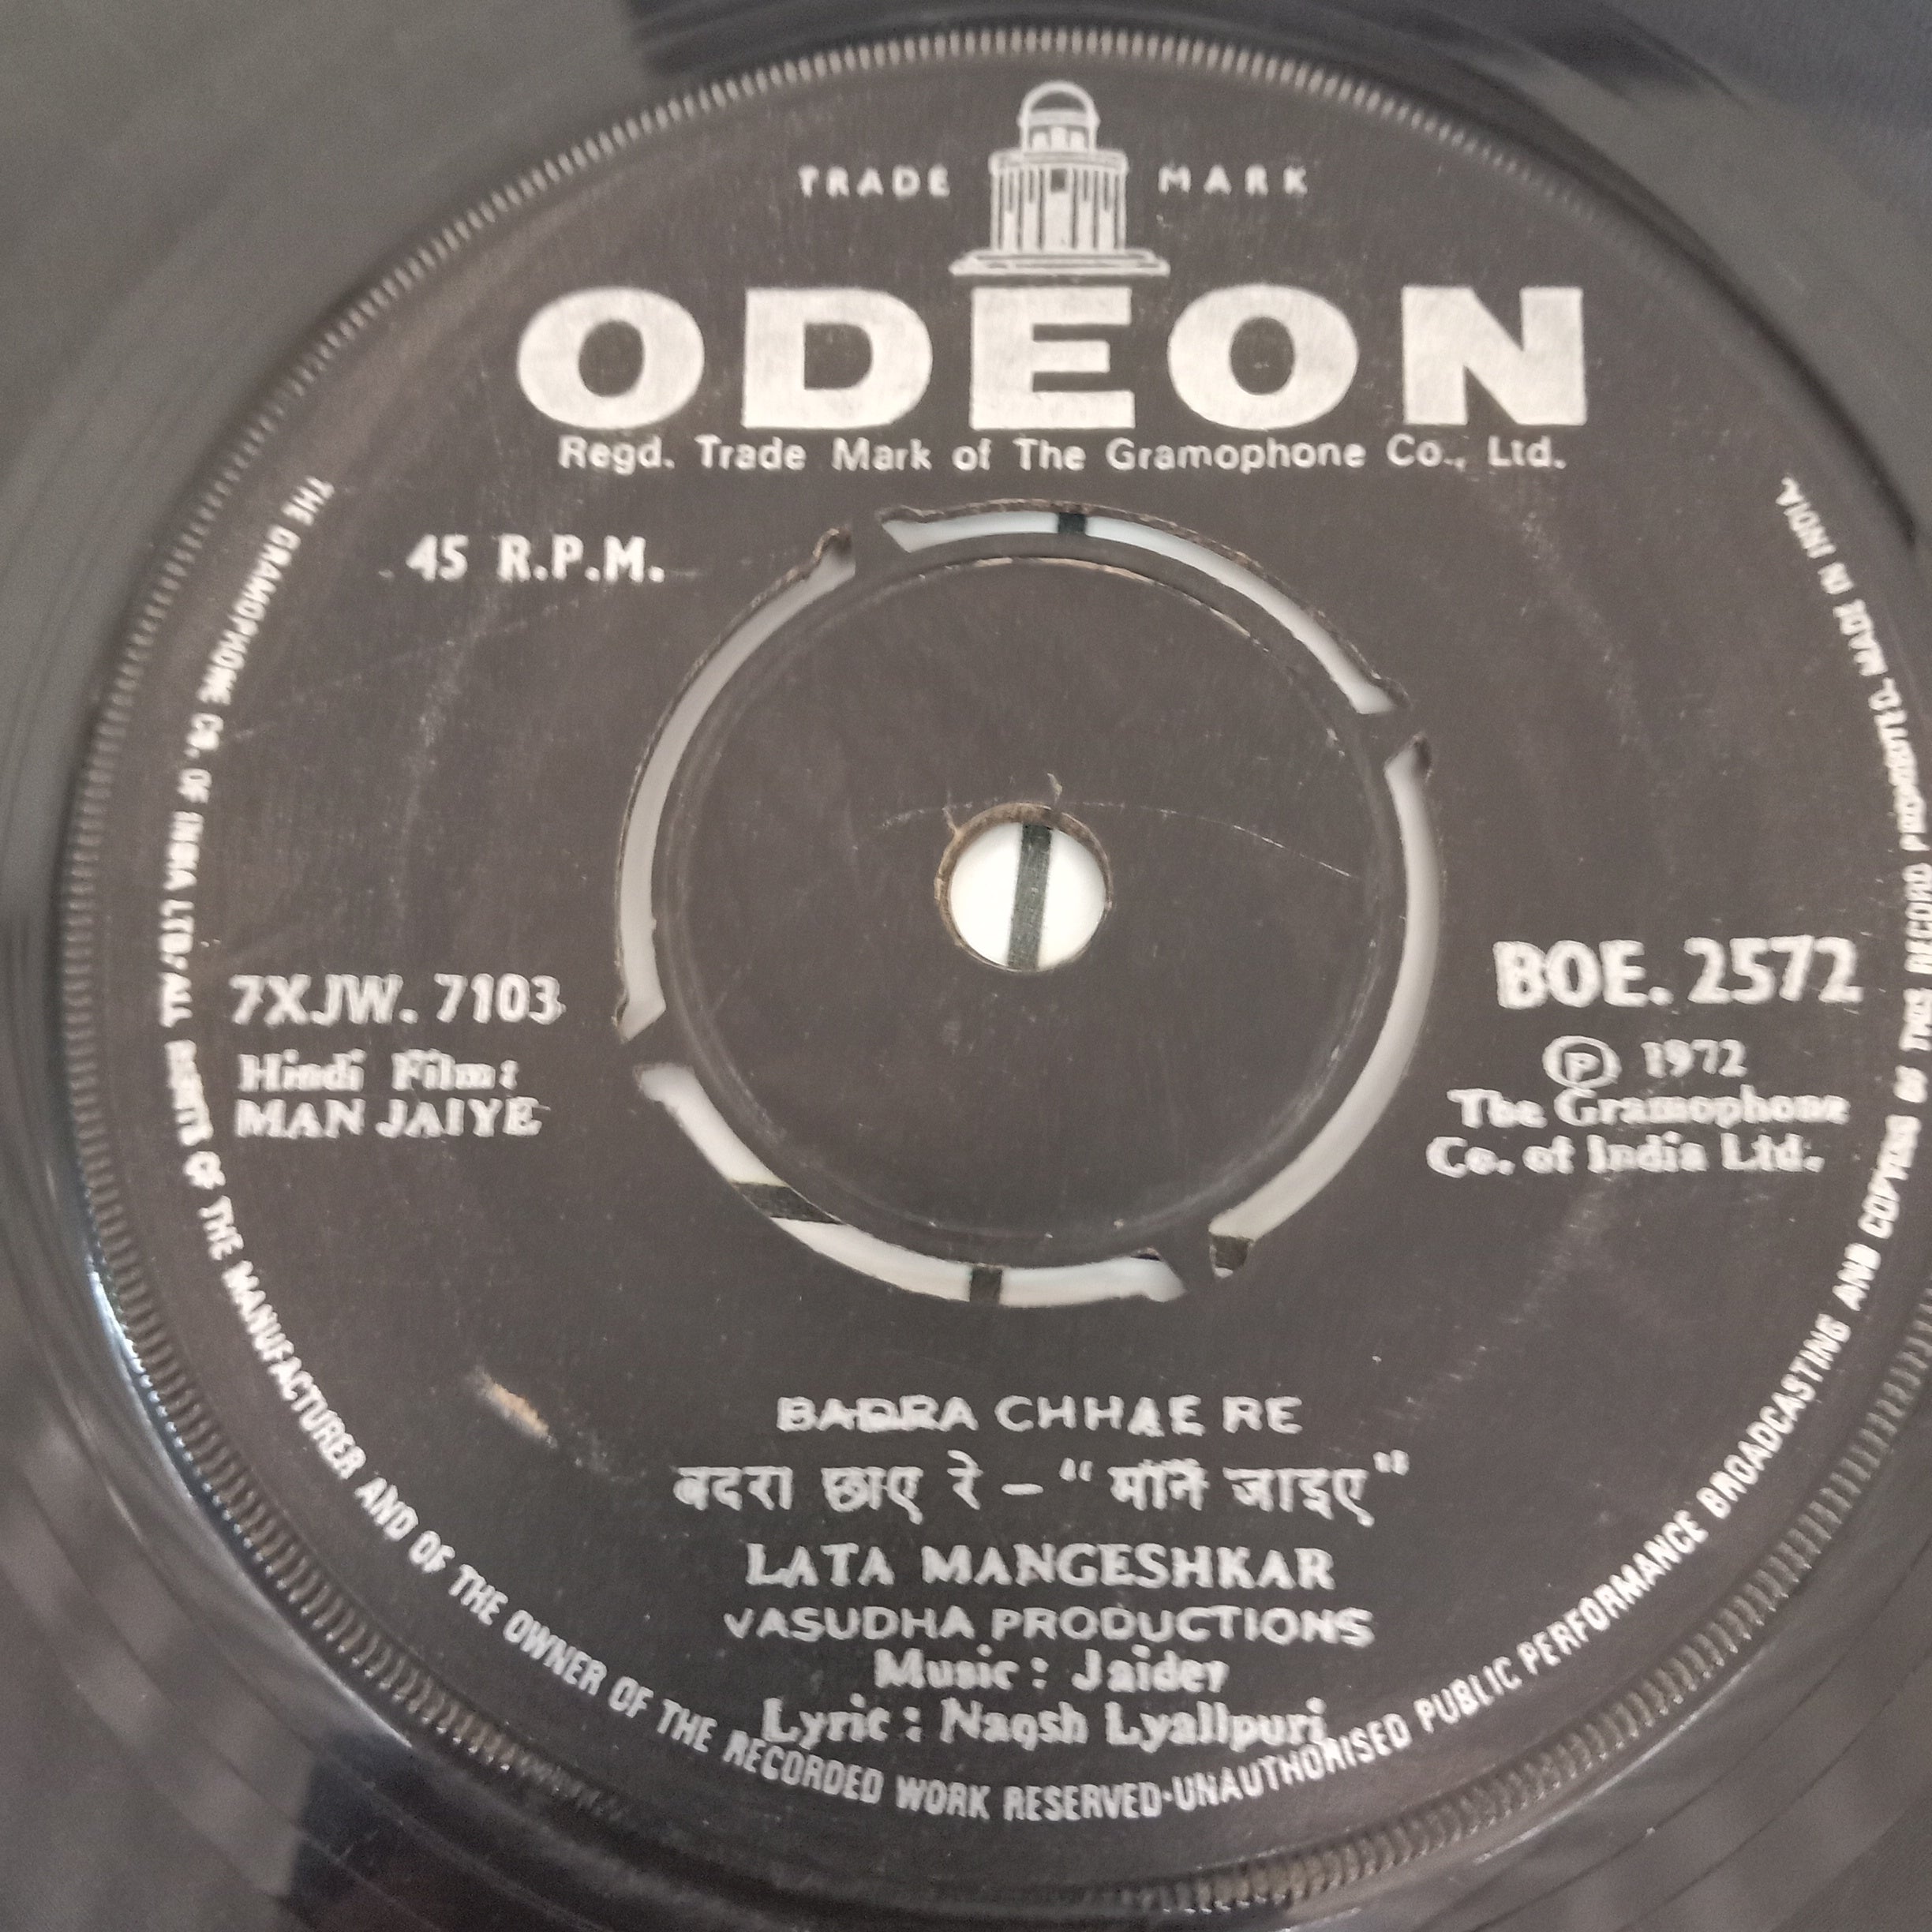 TRADE MARK
ODEON
Regd. Trade Mark of The Gramophone Co., Ltd.
45 R.P.M.
7XJW. 7103
Hindi Film:
MAN JAIYE
BOE. 2572
Ⓟ 1972
The Gramophone
Co. of India Ltd.
BADRA CHHAE RE
बदरा छाए रे – “मान जाइए”
LATA MANGESHKAR
VASUDHA PRODUCTIONS
Music : Jaidev
Lyric : Naqsh Lyallpuri
THE GRAMOPHONE CO. OF INDIA LTD. ALL RIGHTS OF THE MANUFACTURER AND OF THE OWNER OF THE RECORDED WORK RESERVED·UNAUTHORISED PUBLIC PERFORMANCE BROADCASTING AND COPYING OF THIS RECORD PROHIBITED. MADE IN INDIA.